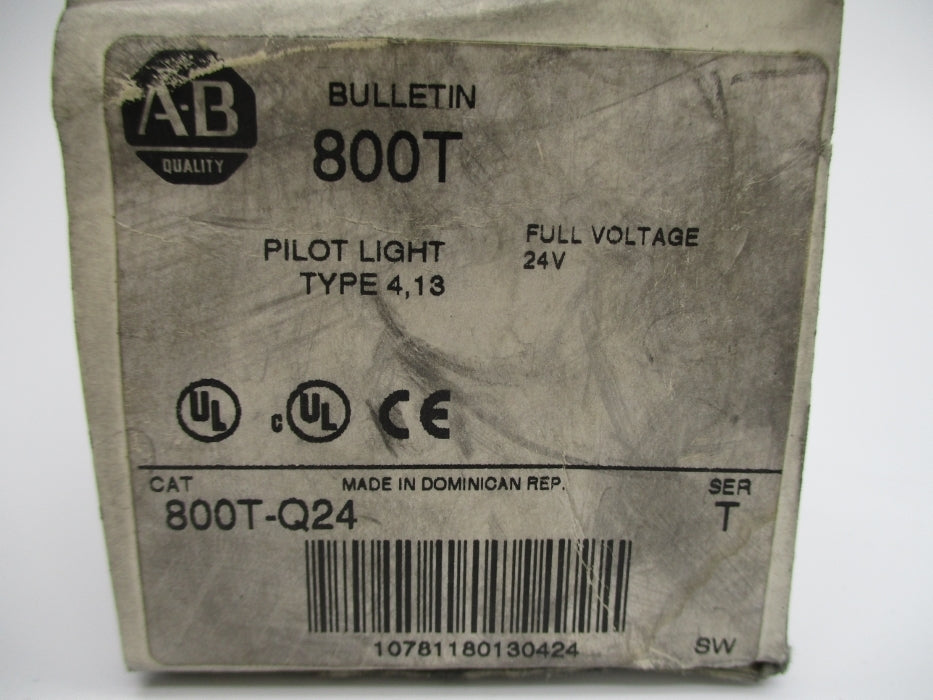 A·B
QUALITY
BULLETIN
800T
PILOT LIGHT
TYPE 4,13
FULL VOLTAGE
24V
UL
c UL
CE
CAT
MADE IN DOMINICAN REP.
SER
800T-Q24
T
10781180130424
SW